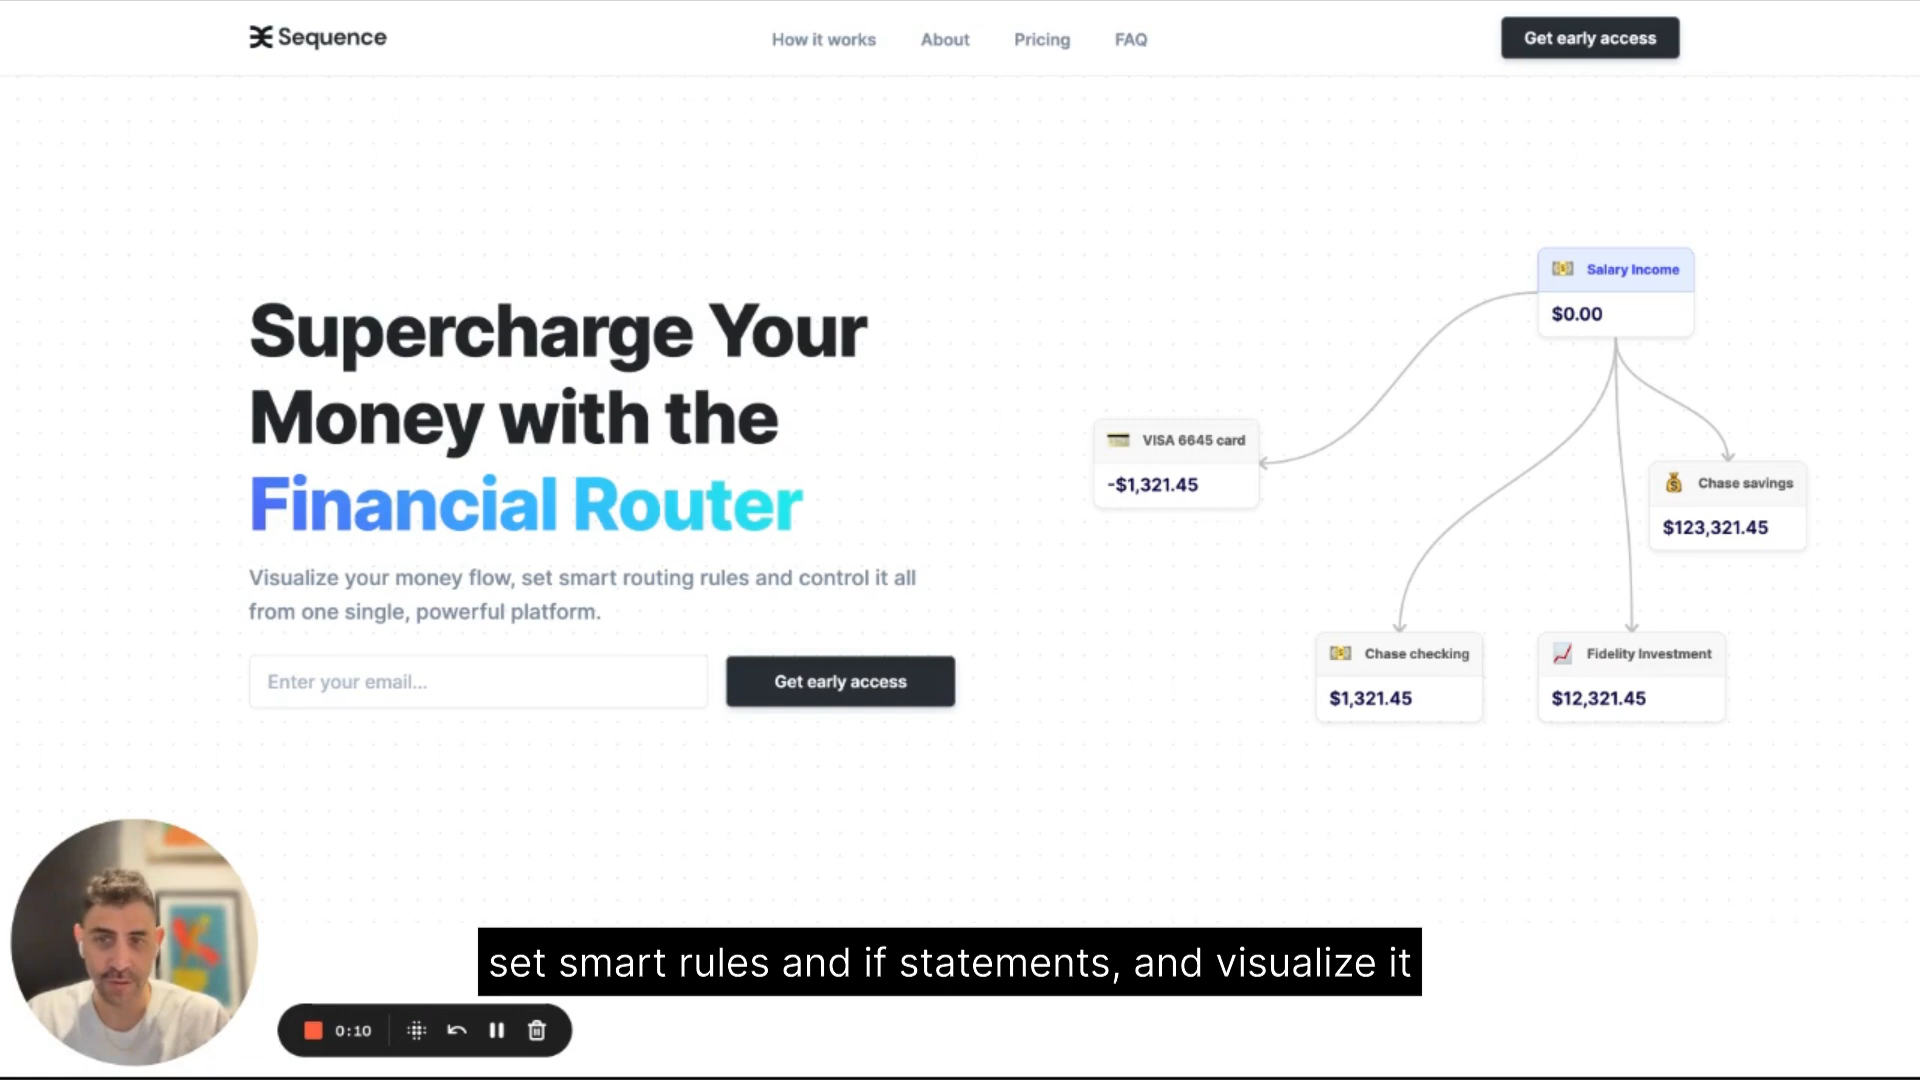 Sequence
How it works
About
Pricing
FAQ
Get early access
Supercharge Your
Money with the
Financial Router
Visualize your money flow, set smart routing rules and control it all
from one single, powerful platform.
Enter your email...
Get early access
Salary Income
$0.00
VISA 6645 card
-$1,321.45
Chase savings
$123,321.45
Chase checking
$1,321.45
Fidelity Investment
$12,321.45
set smart rules and if statements, and visualize it
0:10